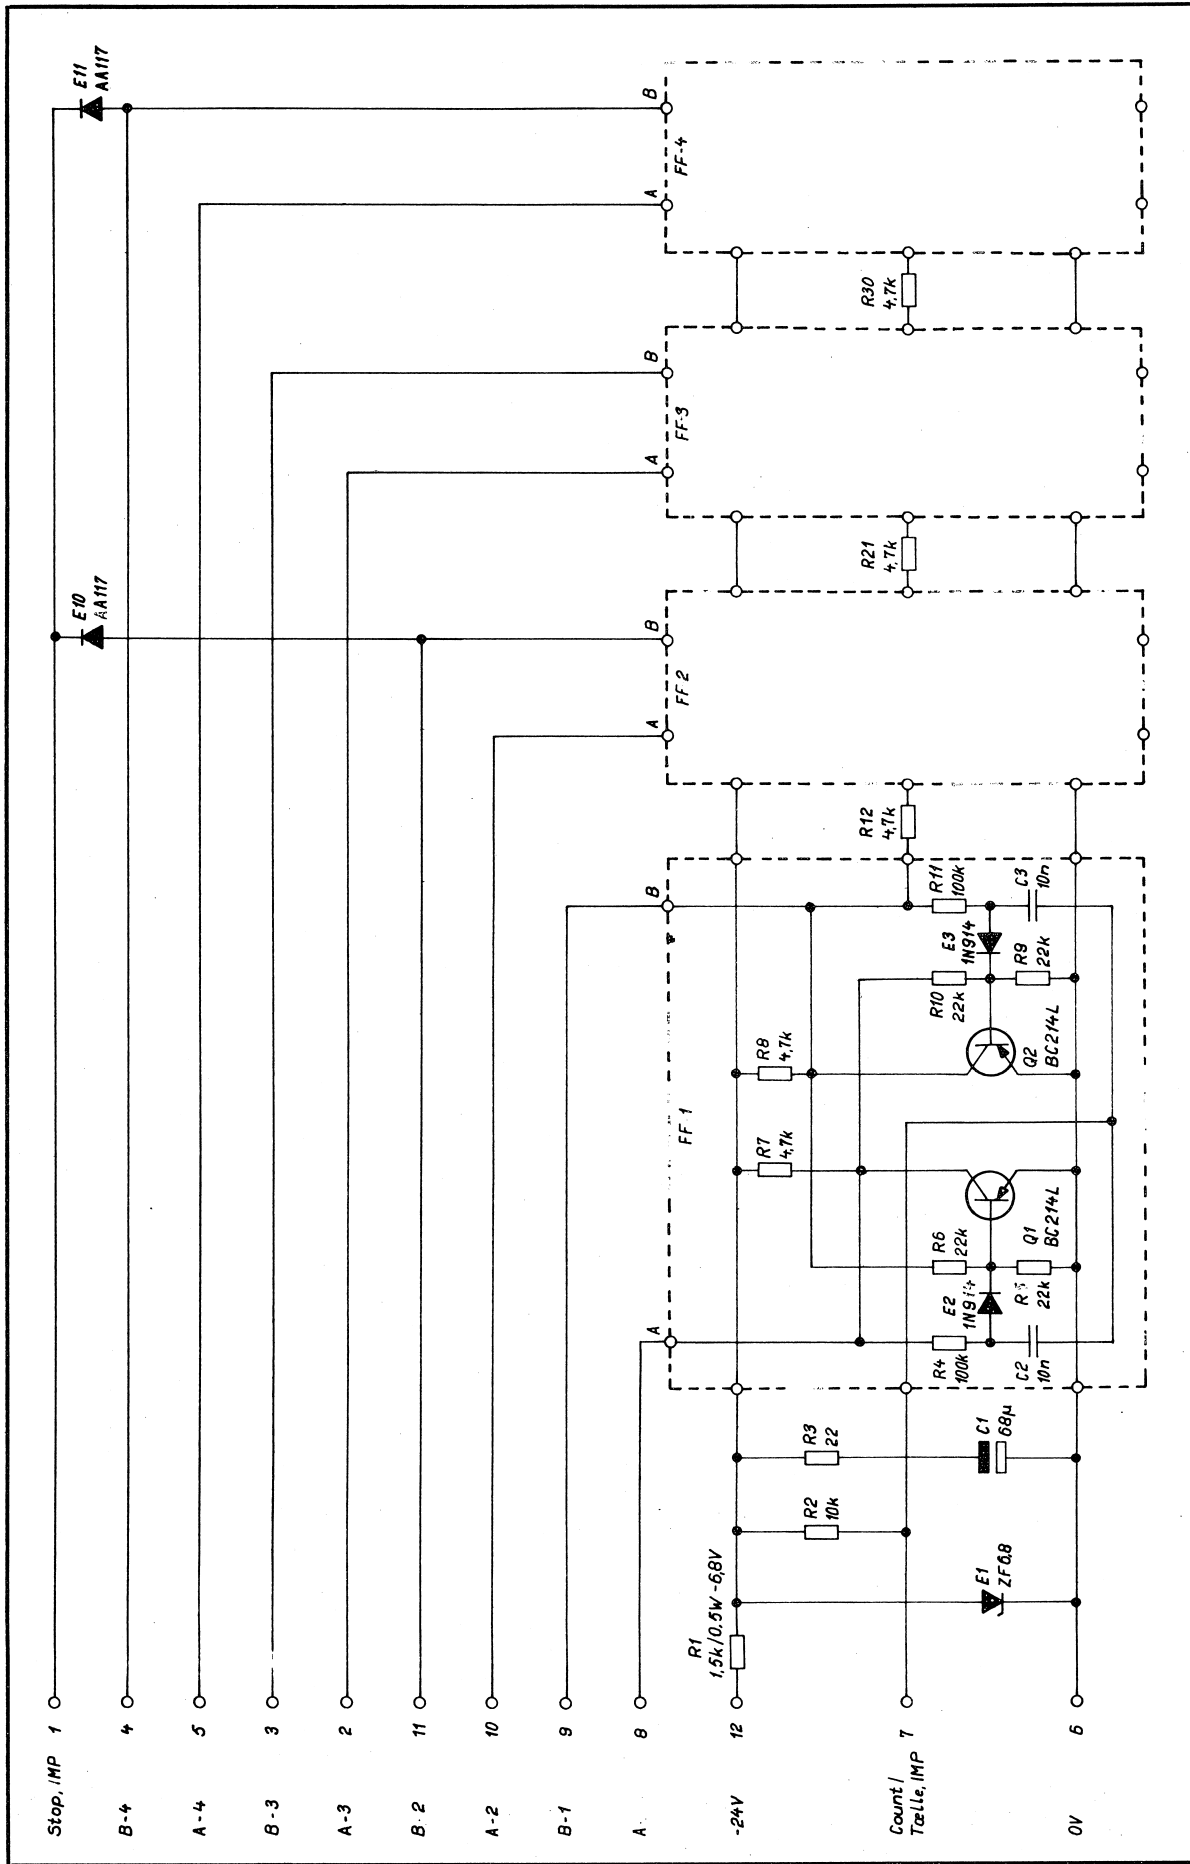 Stop, IMP 1
B-4 4
A-4 5
B-3 3
A-3 2
B-2 11
A-2 10
B-1 9
A- 8
-24V 12
Count/
Tælle, IMP 7
0V 6
E11
AA117
E10
AA117
A
B
FF-1
A
B
FF 2
A
B
FF-3
A
B
FF-4
R1
1,5k/0.5W -6,8V
E1
ZF6,8
R2
10k
R3
22
C1
68µ
R4
100k
C2
10n
E2
1N914
R6
22k
22k
Q1
BC214L
R7
4,7k
R8
4,7k
Q2
BC214L
R10
22k
R9
22k
E3
1N914
R11
100k
C3
10n
R12
4,7k
R21
4,7k
R30
4,7k